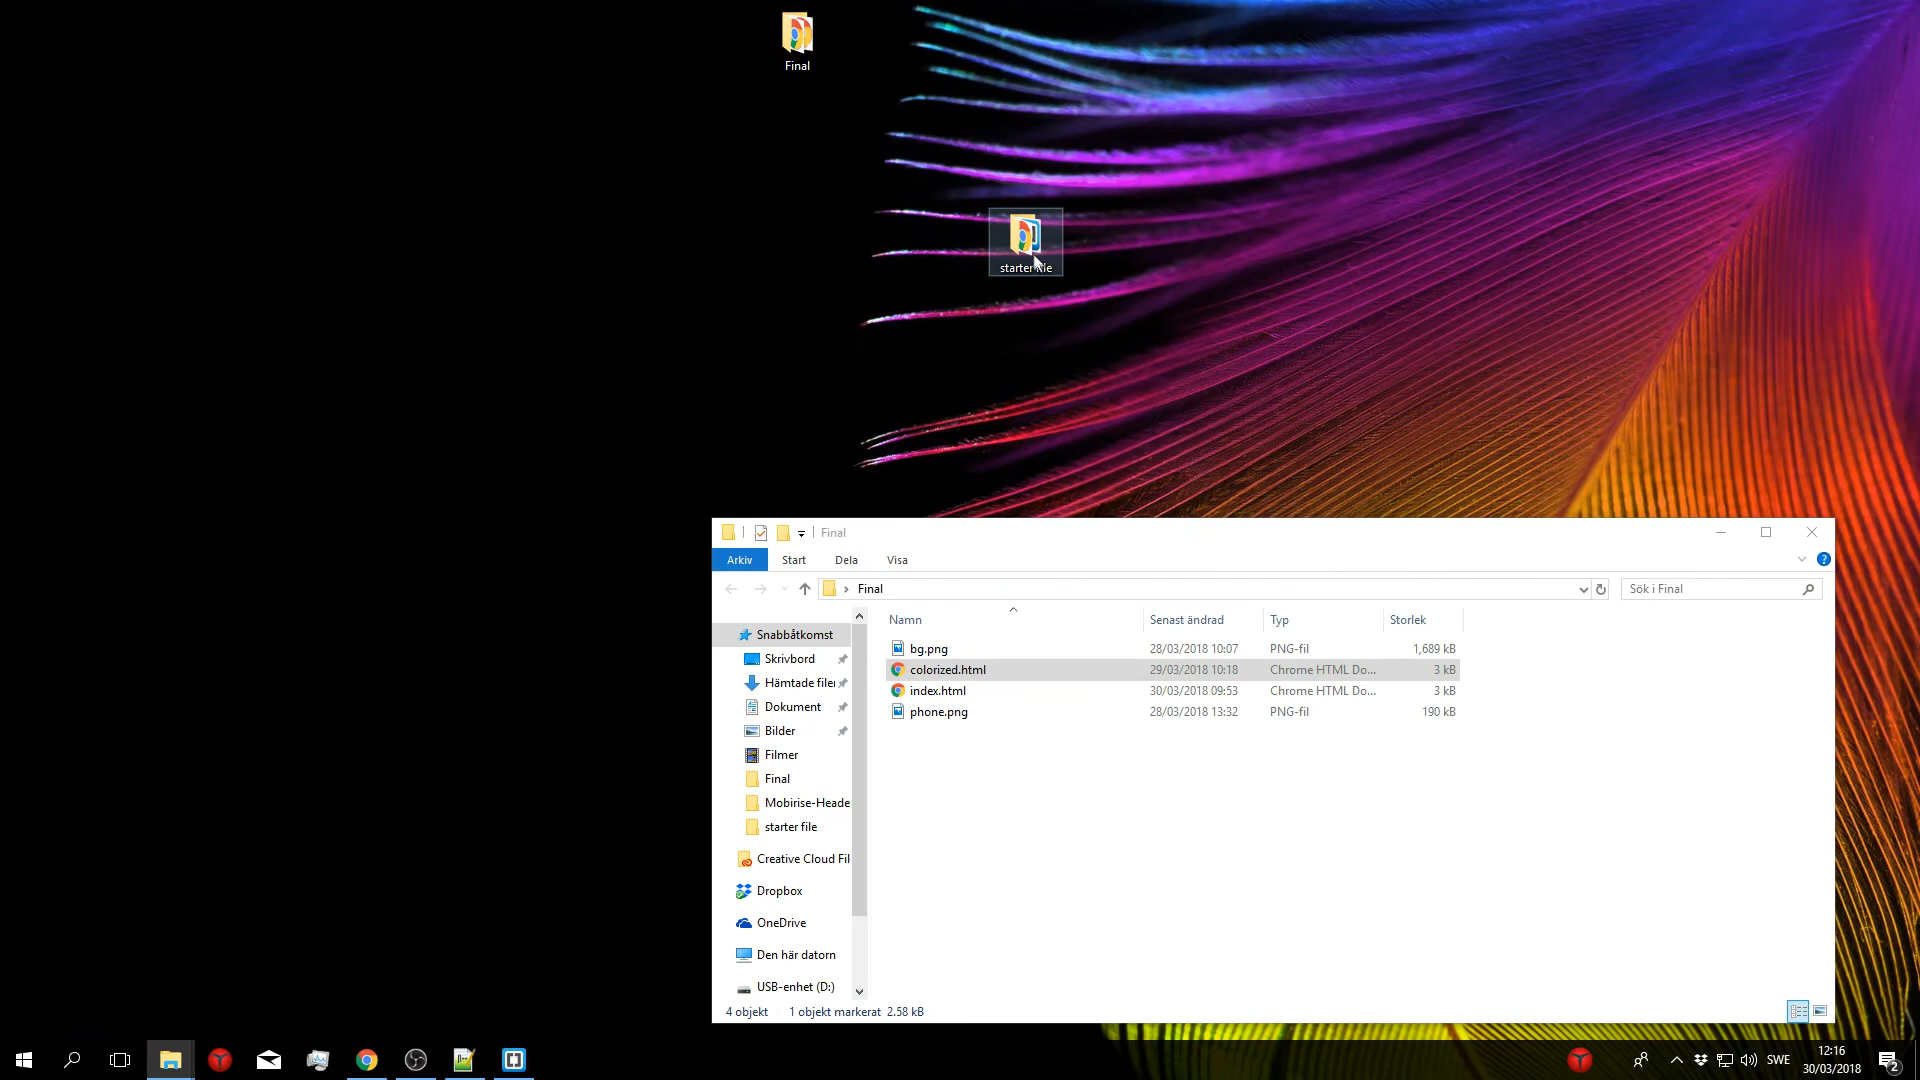 Final
starter file
Final
Arkiv Start Dela Visa
Final
Sök i Final
Namn Senast ändrad Typ Storlek
Snabbåtkomst
Skrivbord
Hämtade filer
Dokument
Bilder
Filmer
Final
Mobirise-Heade
starter file
Creative Cloud Fil
Dropbox
OneDrive
Den här datorn
USB-enhet (D:)
bg.png 28/03/2018 10:07 PNG-fil 1,689 kB
colorized.html 29/03/2018 10:18 Chrome HTML Do... 3 kB
index.html 30/03/2018 09:53 Chrome HTML Do... 3 kB
phone.png 28/03/2018 13:32 PNG-fil 190 kB
4 objekt 1 objekt markerat 2.58 kB
SWE
12:16
30/03/2018
2